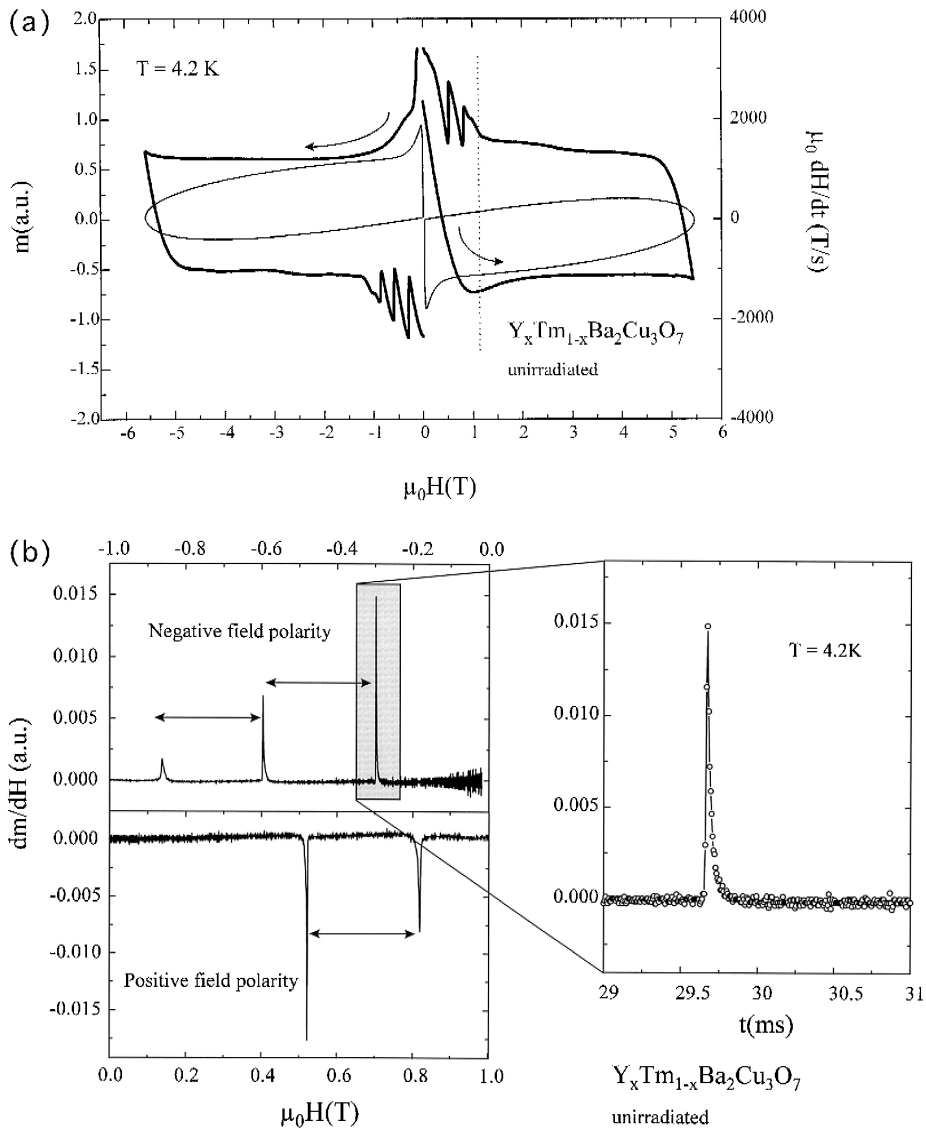 (a)
2.0
1.5
1.0
0.5
0.0
-0.5
-1.0
-1.5
-2.0
m(a.u.)
T = 4.2 K
4000
2000
0
-2000
-4000
μ₀ dH/dt (T/s)
YₓTm₁₋ₓBa₂Cu₃O₇
unirradiated
-6 -5 -4 -3 -2 -1 0 1 2 3 4 5 6
μ₀H(T)
(b)
-1.0 -0.8 -0.6 -0.4 -0.2 0.0
0.015
0.010
0.005
0.000
Negative field polarity
dm/dH (a.u.)
0.000
-0.005
-0.010
-0.015
Positive field polarity
0.0 0.2 0.4 0.6 0.8 1.0
μ₀H(T)
0.015
0.010
0.005
0.000
T = 4.2K
29 29.5 30 30.5 31
t(ms)
YₓTm₁₋ₓBa₂Cu₃O₇
unirradiated